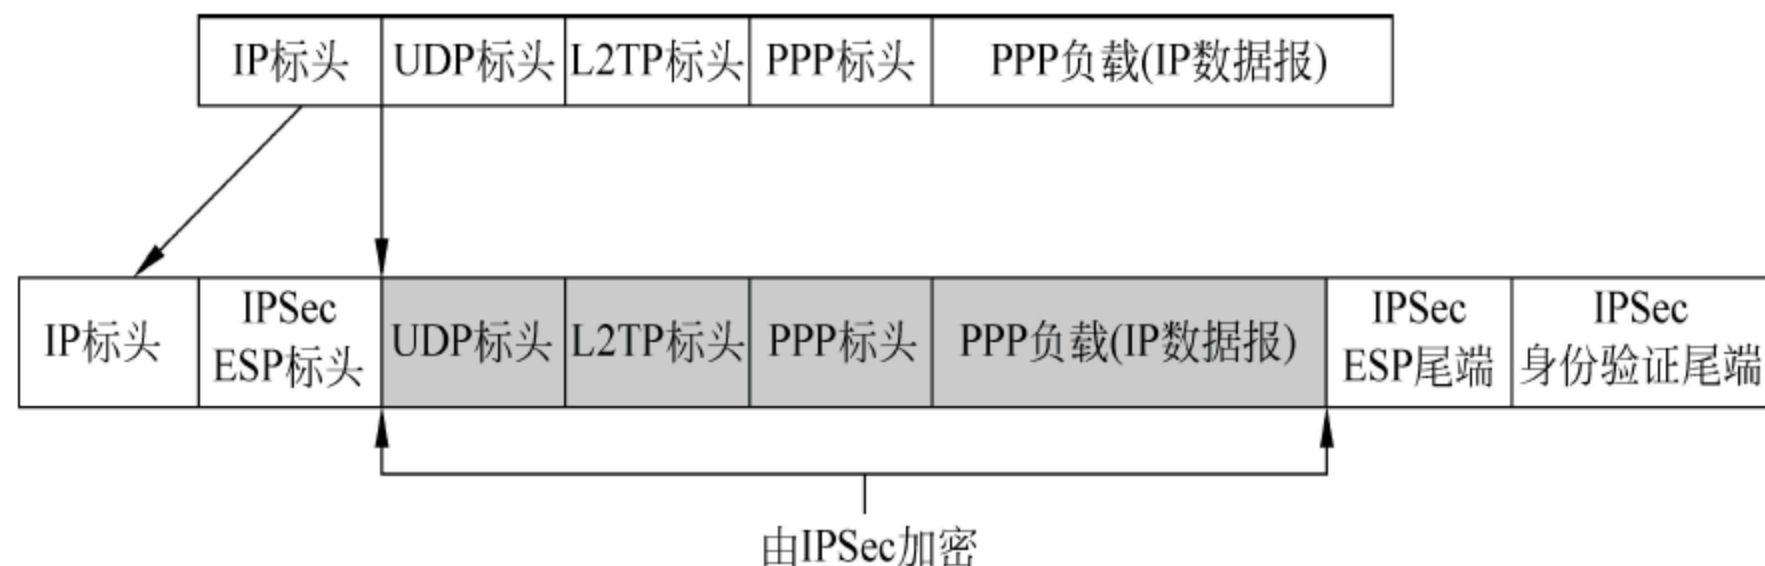 IP标头 UDP标头 L2TP标头 PPP标头 PPP负载(IP数据报)
IP标头 IPSec ESP标头 UDP标头 L2TP标头 PPP标头 PPP负载(IP数据报) IPSec ESP尾端 IPSec 身份验证尾端
由IPSec加密